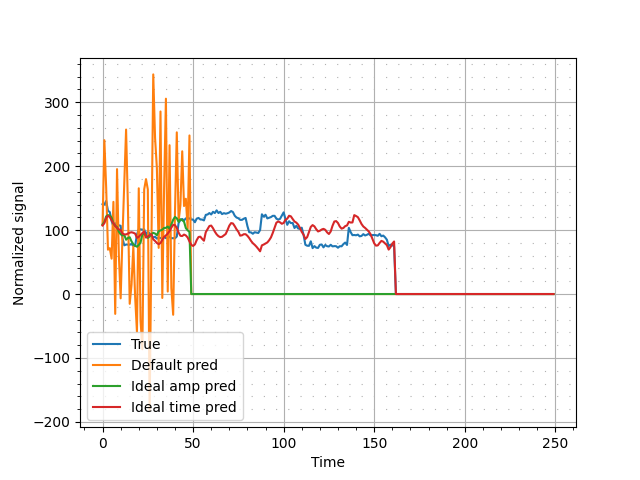 300
200
100
0
−100
−200
Normalized signal
True
Default pred
Ideal amp pred
Ideal time pred
0 50 100 150 200 250
Time